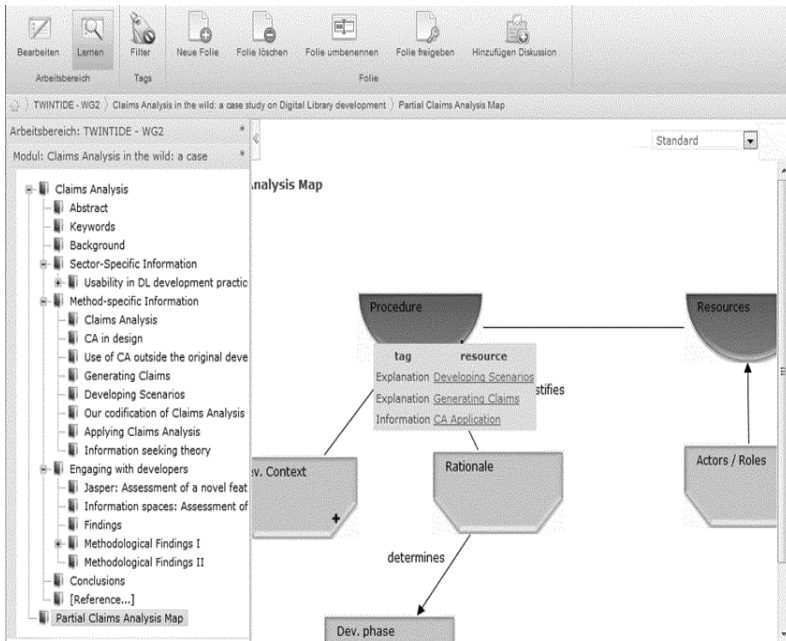 Bearbeiten
Lernen
Filter
Neue Folie
Folie löschen
Folie umbenennen
Folie freigeben
Hinzufügen Diskussion
Arbeitsbereich
Tags
Folie
TWINTIDE - WG2 〉 Claims Analysis in the wild: a case study on Digital Library development 〉 Partial Claims Analysis Map
Arbeitsbereich: TWINTIDE - WG2
Modul: Claims Analysis in the wild: a case
Claims Analysis
Abstract
Keywords
Background
Sector-Specific Information
Usability in DL development practic
Method-specific Information
Claims Analysis
CA in design
Use of CA outside the original deve
Generating Claims
Developing Scenarios
Our codification of Claims Analysis
Applying Claims Analysis
Information seeking theory
Engaging with developers
Jasper: Assessment of a novel feat
Information spaces: Assessment of
Findings
Methodological Findings I
Methodological Findings II
Conclusions
[Reference...]
Partial Claims Analysis Map
Standard
nalysis Map
Procedure
Resources
tag resource
Explanation Developing Scenarios
Explanation Generating Claims
Information CA Application
stifies
ev. Context
Rationale
Actors / Roles
determines
Dev. phase